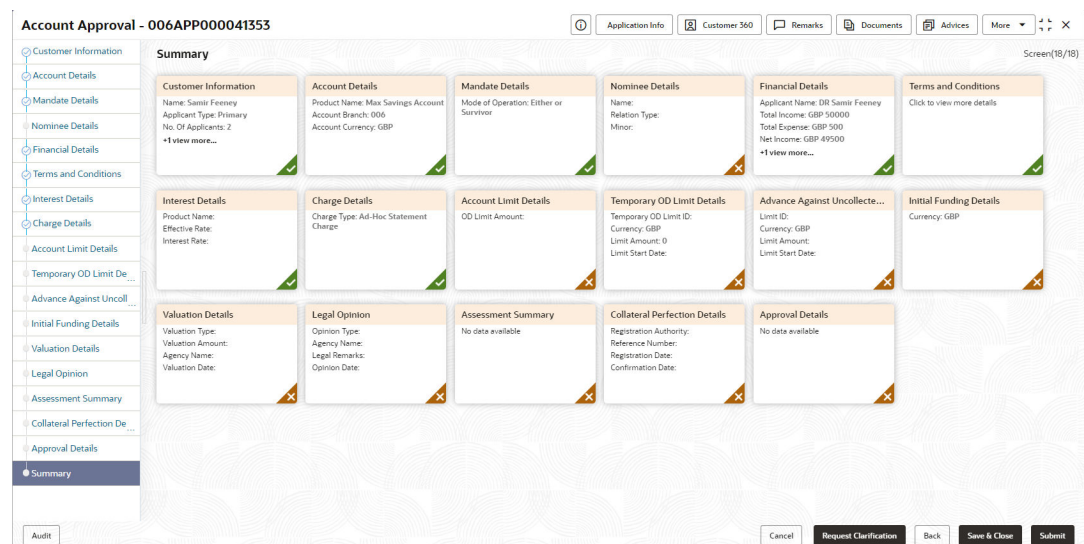 Account Approval - 006APP000041353
Application Info
Customer 360
Remarks
Documents
Advices
More
Customer Information
Account Details
Mandate Details
Nominee Details
Financial Details
Terms and Conditions
Interest Details
Charge Details
Account Limit Details
Temporary OD Limit De...
Advance Against Uncoll...
Initial Funding Details
Valuation Details
Legal Opinion
Assessment Summary
Collateral Perfection De...
Approval Details
Summary
Summary
Screen(18/18)
Customer Information
Name: Samir Feeney
Applicant Type: Primary
No. Of Applicants: 2
+1 view more...
Account Details
Product Name: Max Savings Account
Account Branch: 006
Account Currency: GBP
Mandate Details
Mode of Operation: Either or
Survivor
Nominee Details
Name:
Relation Type:
Minor:
Financial Details
Applicant Name: DR Samir Feeney
Total Income: GBP 50000
Total Expense: GBP 500
Net Income: GBP 49500
+1 view more...
Terms and Conditions
Click to view more details
Interest Details
Product Name:
Effective Rate:
Interest Rate:
Charge Details
Charge Type: Ad-Hoc Statement
Charge
Account Limit Details
OD Limit Amount:
Temporary OD Limit Details
Temporary OD Limit ID:
Currency: GBP
Limit Amount: 0
Limit Start Date:
Advance Against Uncollecte...
Limit ID:
Currency: GBP
Limit Amount:
Limit Start Date:
Initial Funding Details
Currency: GBP
Valuation Details
Valuation Type:
Valuation Amount:
Agency Name:
Valuation Date:
Legal Opinion
Opinion Type:
Agency Name:
Legal Remarks:
Opinion Date:
Assessment Summary
No data available
Collateral Perfection Details
Registration Authority:
Reference Number:
Registration Date:
Confirmation Date:
Approval Details
No data available
Audit
Cancel
Request Clarification
Back
Save & Close
Submit